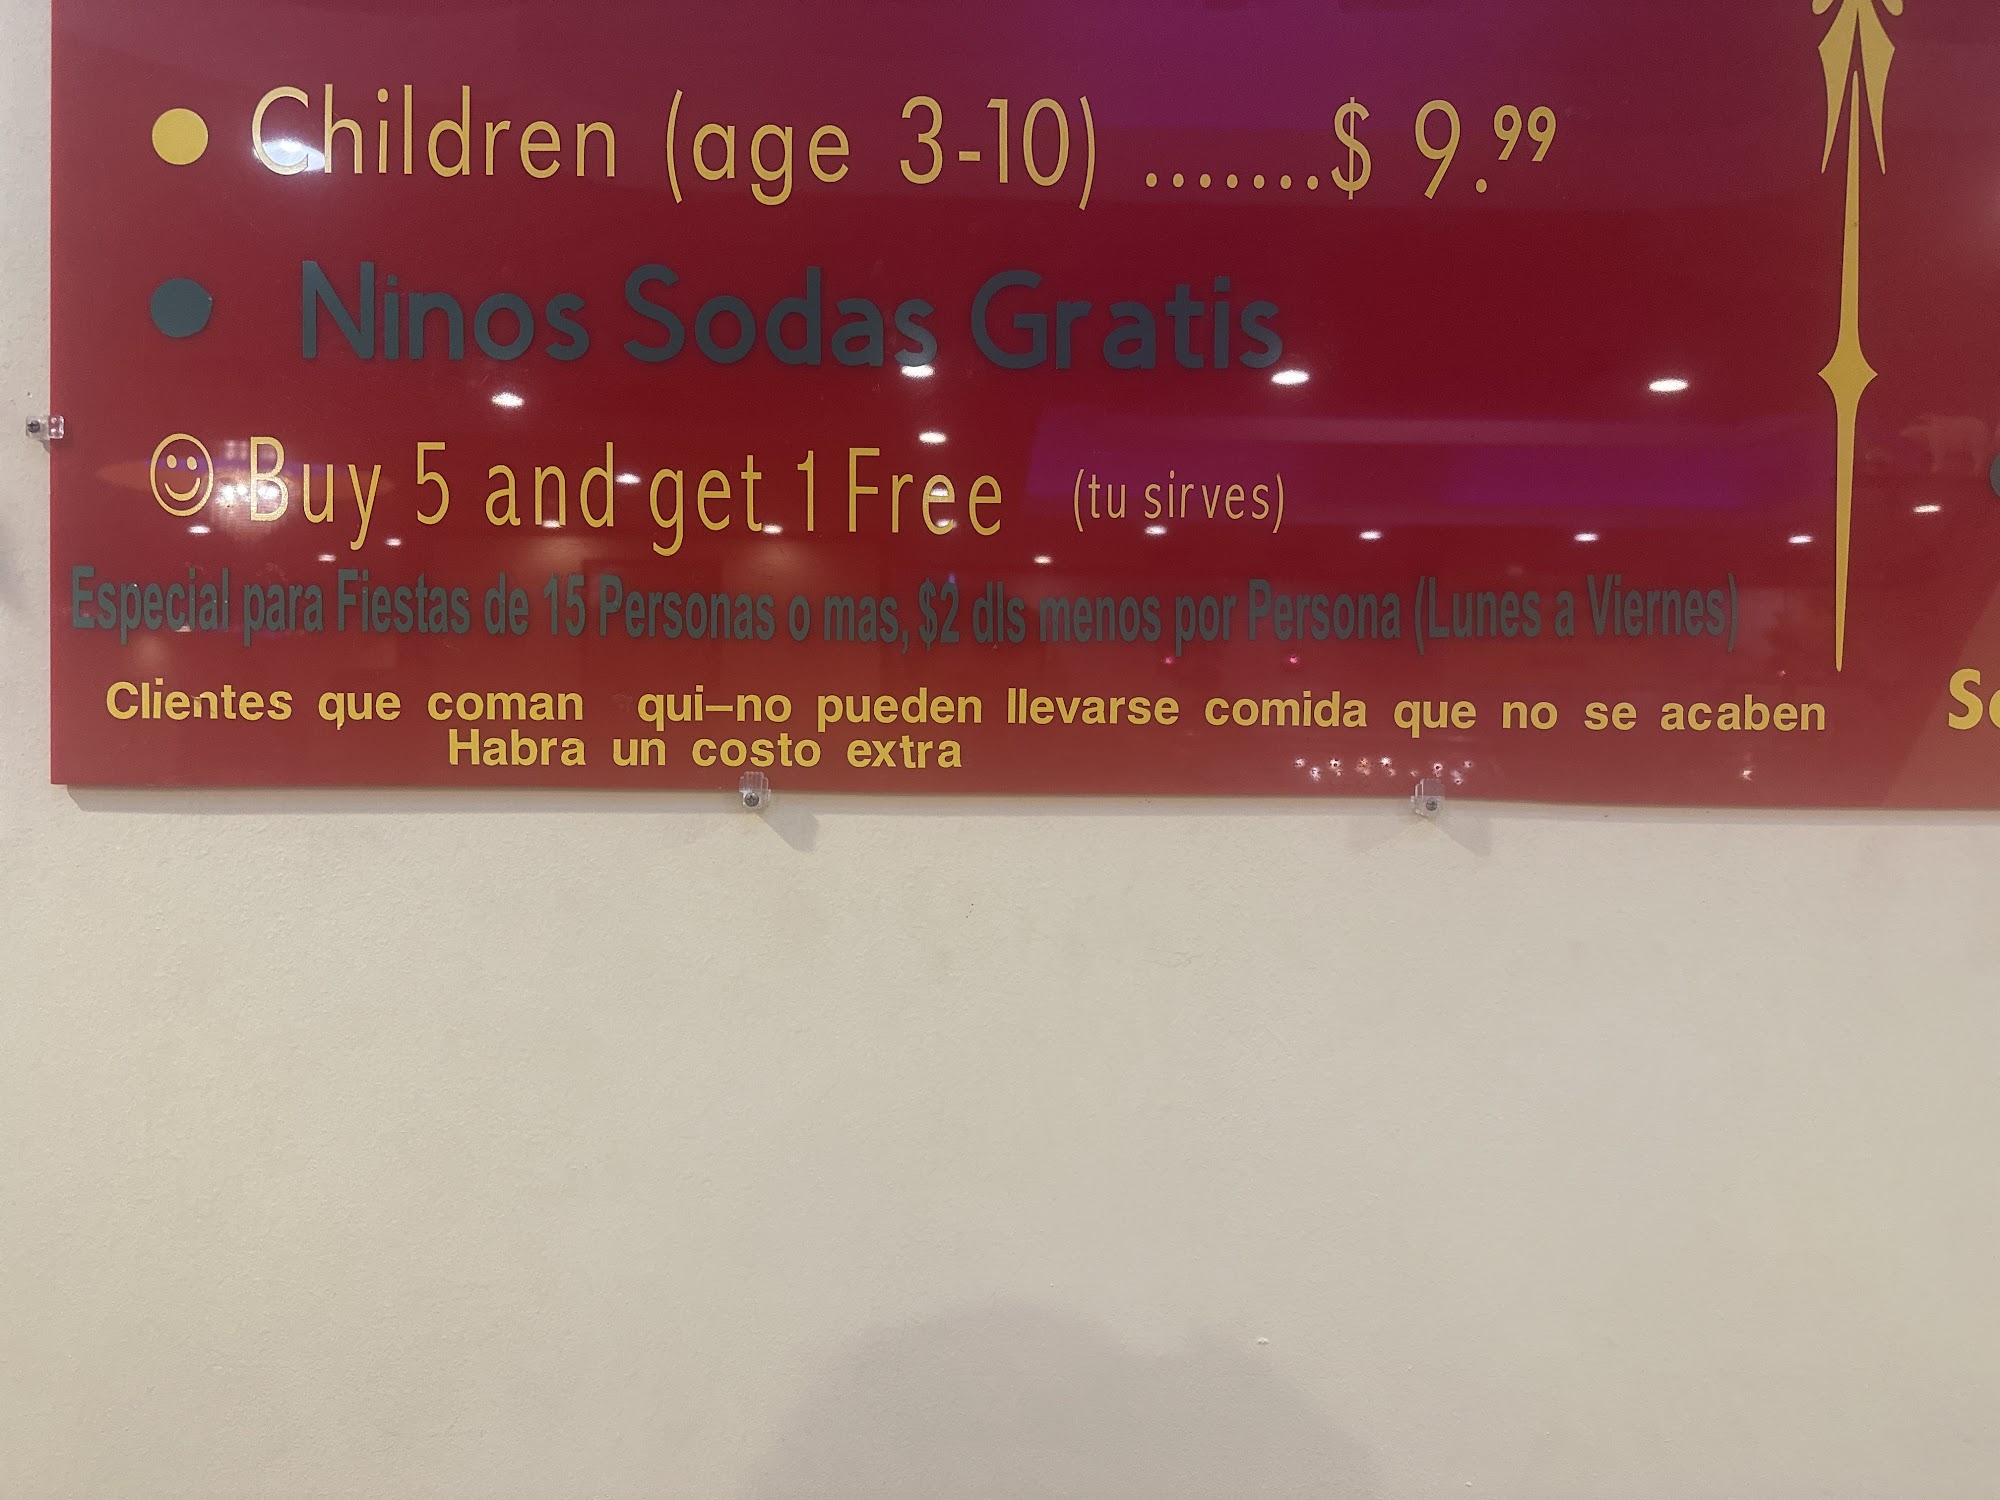 Children (age 3-10) .......$ 9.99
Ninos Sodas Gratis
Buy 5 and get 1 Free (tu sirves)
Especial para Fiestas de 15 Personas o mas, $2 dls menos por Persona (Lunes a Viernes)
Clientes que coman qui-no pueden llevarse comida que no se acaben
Habra un costo extra